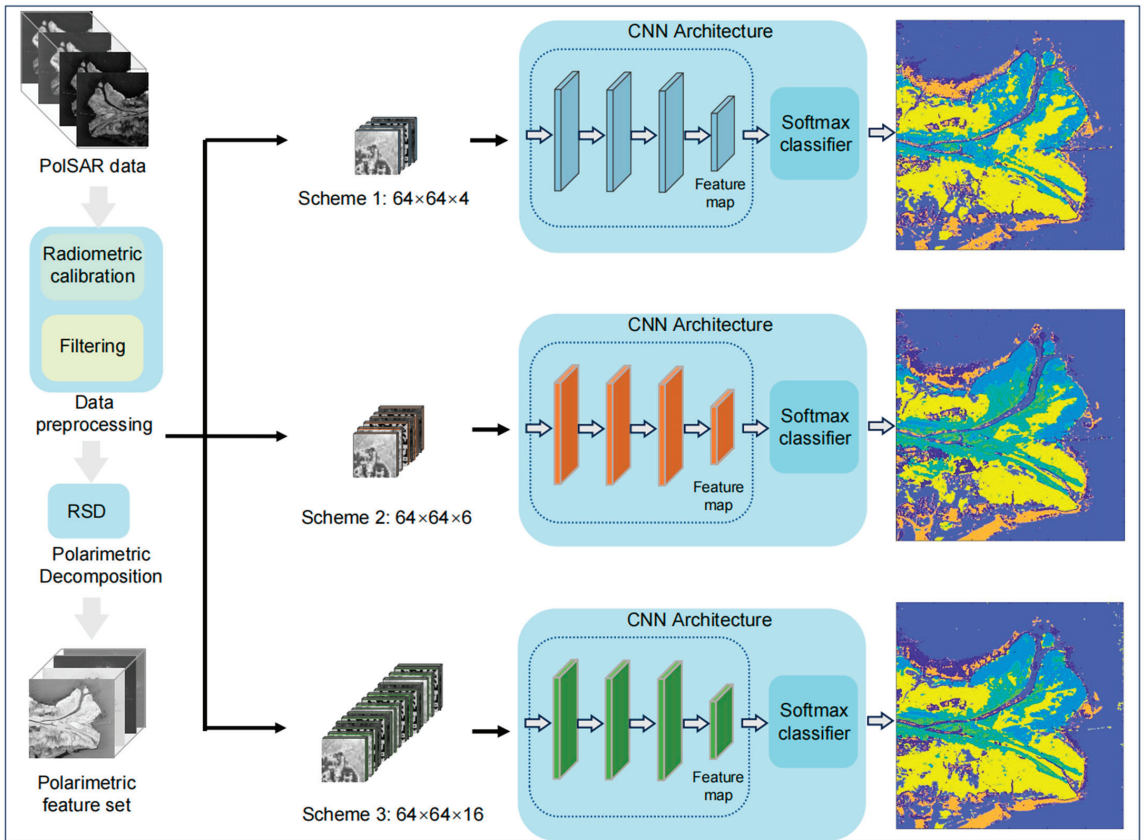 PolSAR data
Radiometric
calibration
Filtering
Data
preprocessing
RSD
Polarimetric
Decomposition
Polarimetric
feature set
Scheme 1: 64×64×4
CNN Architecture
Feature
map
Softmax
classifier
Scheme 2: 64×64×6
CNN Architecture
Feature
map
Softmax
classifier
Scheme 3: 64×64×16
CNN Architecture
Feature
map
Softmax
classifier